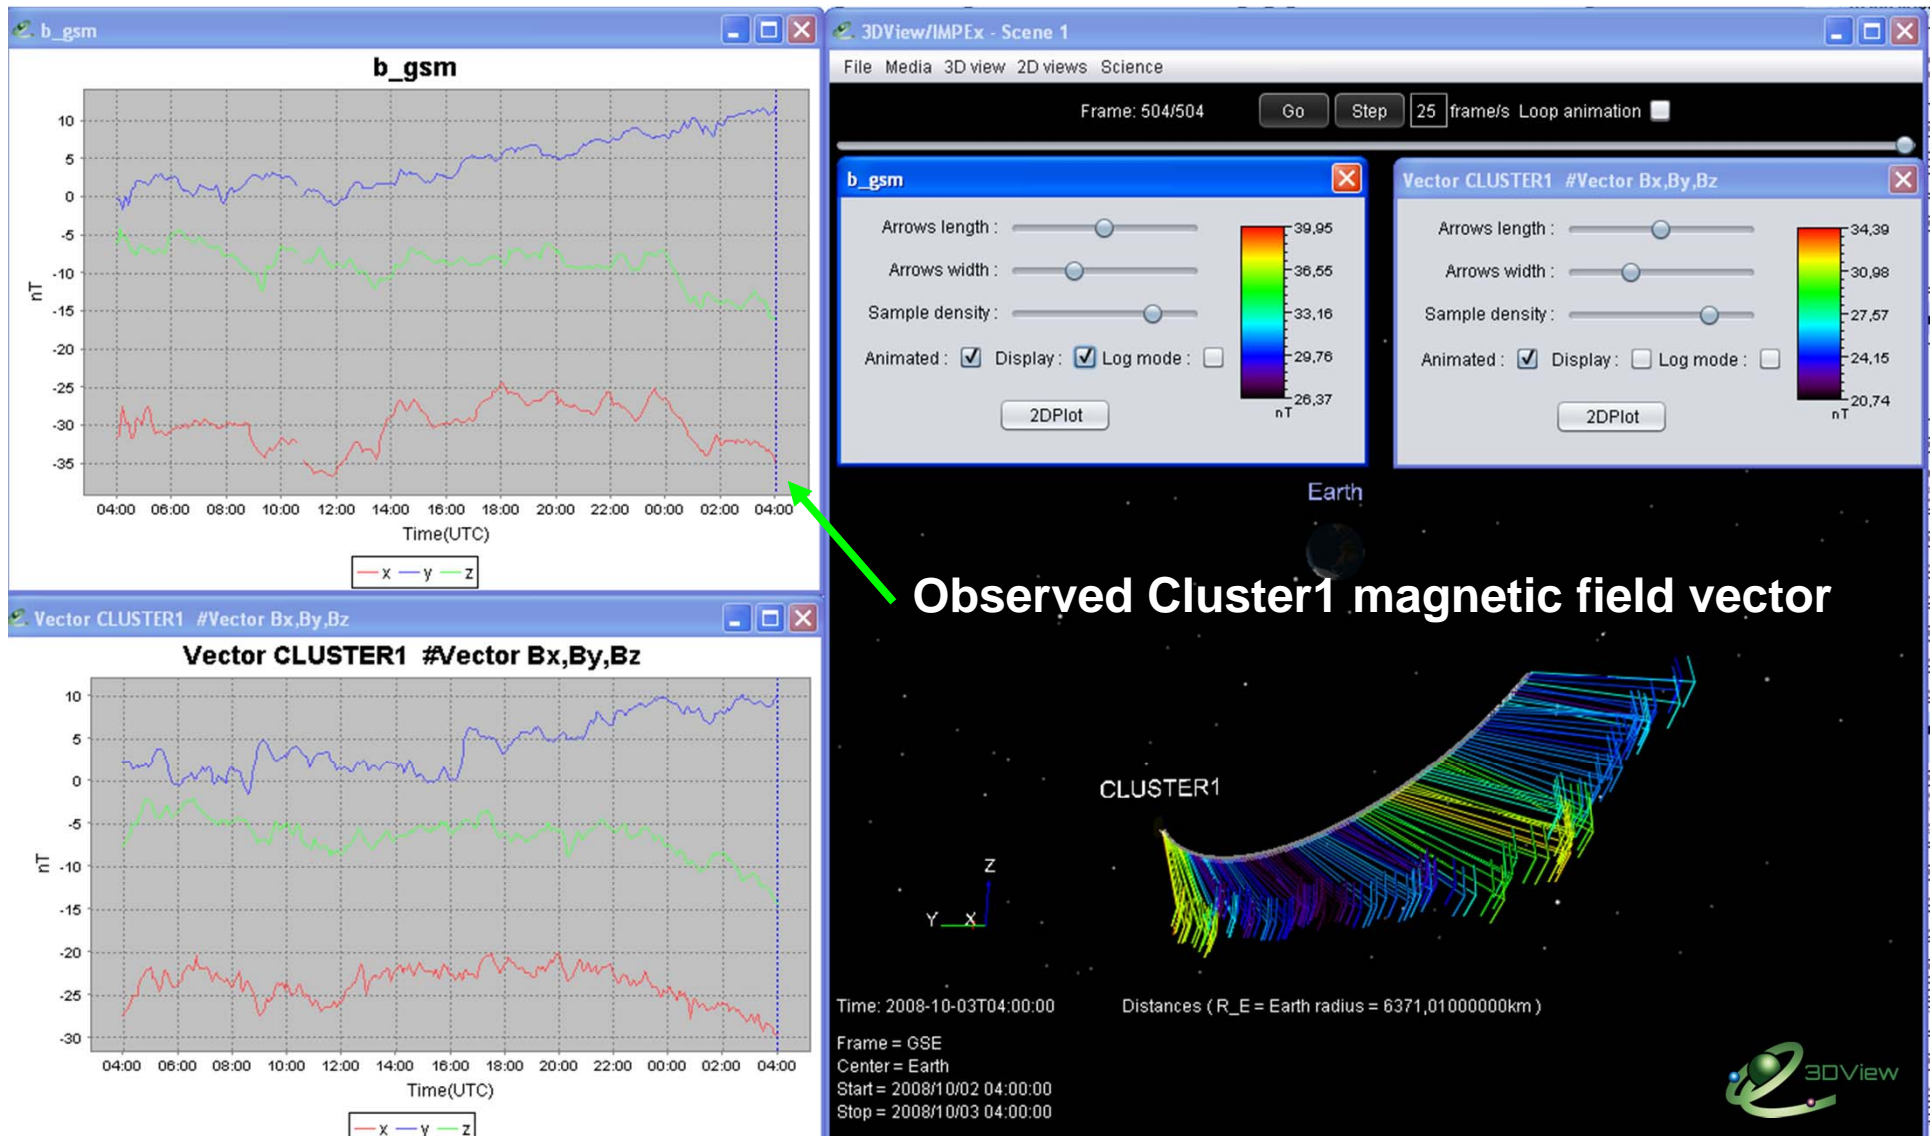 b_gsm
b_gsm
10
5
0
-5
-10
-15
-20
-25
-30
-35
nT
04:00 06:00 08:00 10:00 12:00 14:00 16:00 18:00 20:00 22:00 00:00 02:00 04:00
Time(UTC)
x y z
Vector CLUSTER1 #Vector Bx,By,Bz
Vector CLUSTER1 #Vector Bx,By,Bz
10
5
0
-5
-10
-15
-20
-25
-30
nT
04:00 06:00 08:00 10:00 12:00 14:00 16:00 18:00 20:00 22:00 00:00 02:00 04:00
Time(UTC)
x y z
3DView/IMPEx - Scene 1
File Media 3D view 2D views Science
Frame: 504/504 Go Step 25 frame/s Loop animation
b_gsm
Arrows length :
Arrows width :
Sample density :
Animated : Display : Log mode :
2DPlot
39,95
36,55
33,16
29,76
26,37
nT
Vector CLUSTER1 #Vector Bx,By,Bz
Arrows length :
Arrows width :
Sample density :
Animated : Display : Log mode :
2DPlot
34,39
30,98
27,57
24,15
20,74
nT
Earth
Observed Cluster1 magnetic field vector
CLUSTER1
Z
Y X
Time: 2008-10-03T04:00:00 Distances ( R_E = Earth radius = 6371,01000000km )
Frame = GSE
Center = Earth
Start = 2008/10/02 04:00:00
Stop = 2008/10/03 04:00:00
3DView